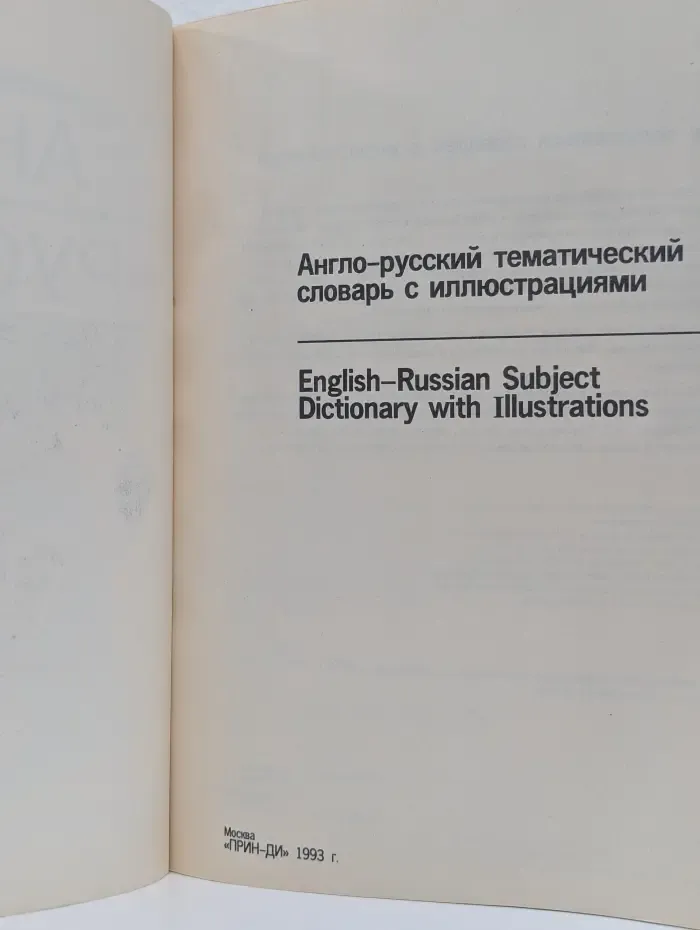 Англо-русский тематический
словарь с иллюстрациями
English-Russian Subject
Dictionary with Illustrations
Москва
«ПРИН-ДИ» 1993 г.